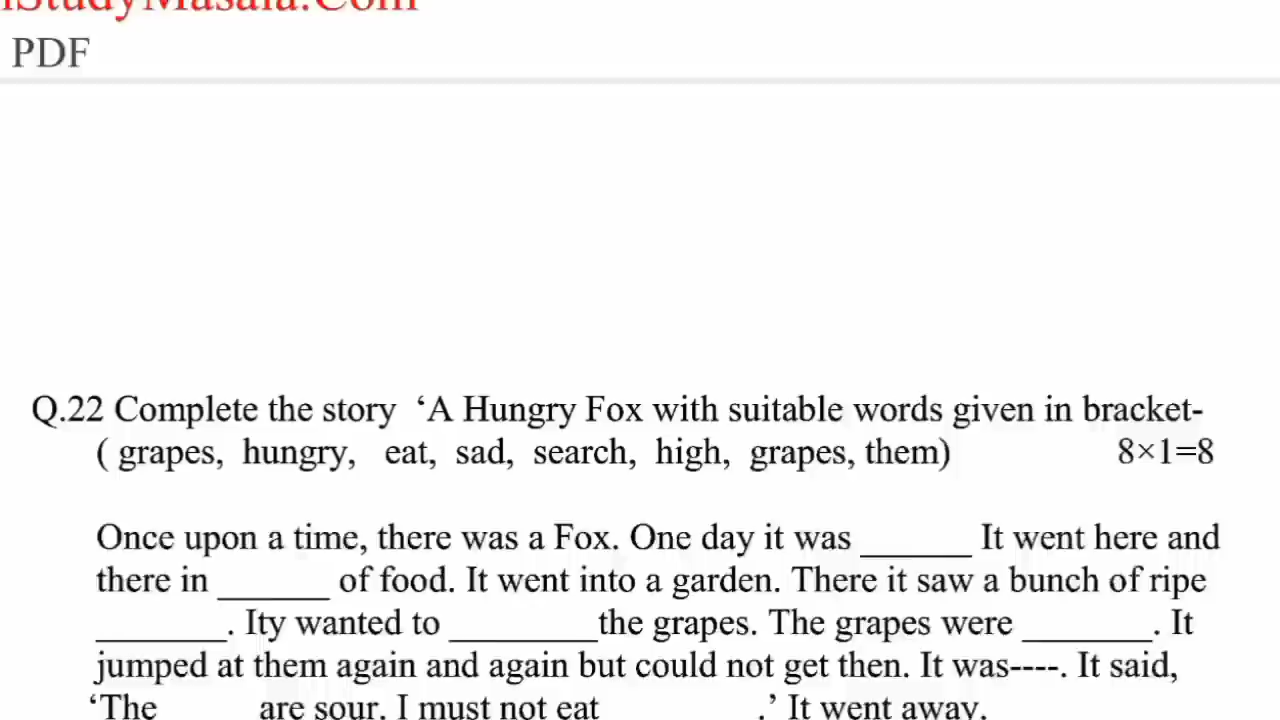 iStudyMasala.Com
PDF
Q.22 Complete the story ‘A Hungry Fox with suitable words given in bracket-
( grapes, hungry, eat, sad, search, high, grapes, them) 8×1=8
Once upon a time, there was a Fox. One day it was ______ It went here and
there in ______ of food. It went into a garden. There it saw a bunch of ripe
_______. Ity wanted to ________the grapes. The grapes were _______. It
jumped at them again and again but could not get then. It was----. It said,
‘The _____ are sour. I must not eat ________.’ It went away.